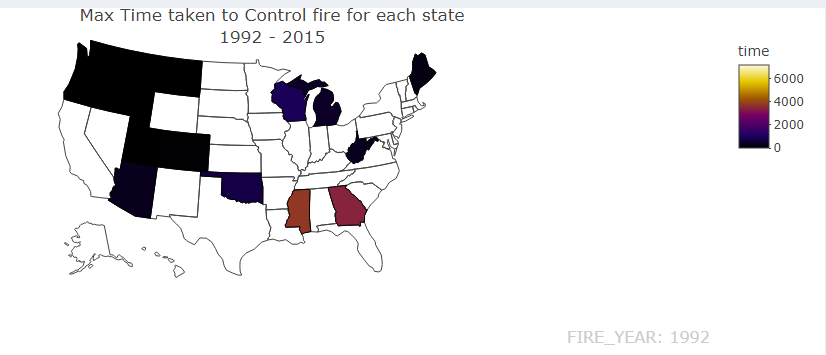 Max Time taken to Control fire for each state
1992 - 2015
time
6000
4000
2000
0
FIRE_YEAR: 1992